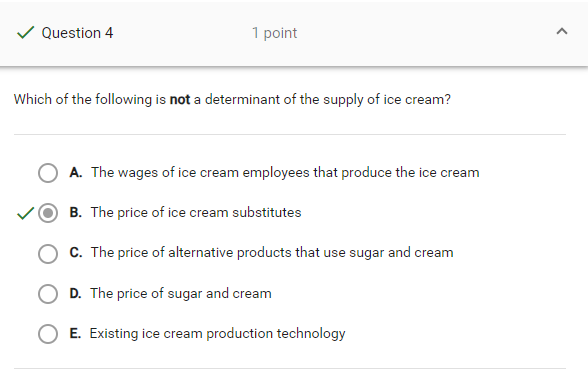 Question 4 1 point
Which of the following is not a determinant of the supply of ice cream?
A. The wages of ice cream employees that produce the ice cream
B. The price of ice cream substitutes
C. The price of alternative products that use sugar and cream
D. The price of sugar and cream
E. Existing ice cream production technology